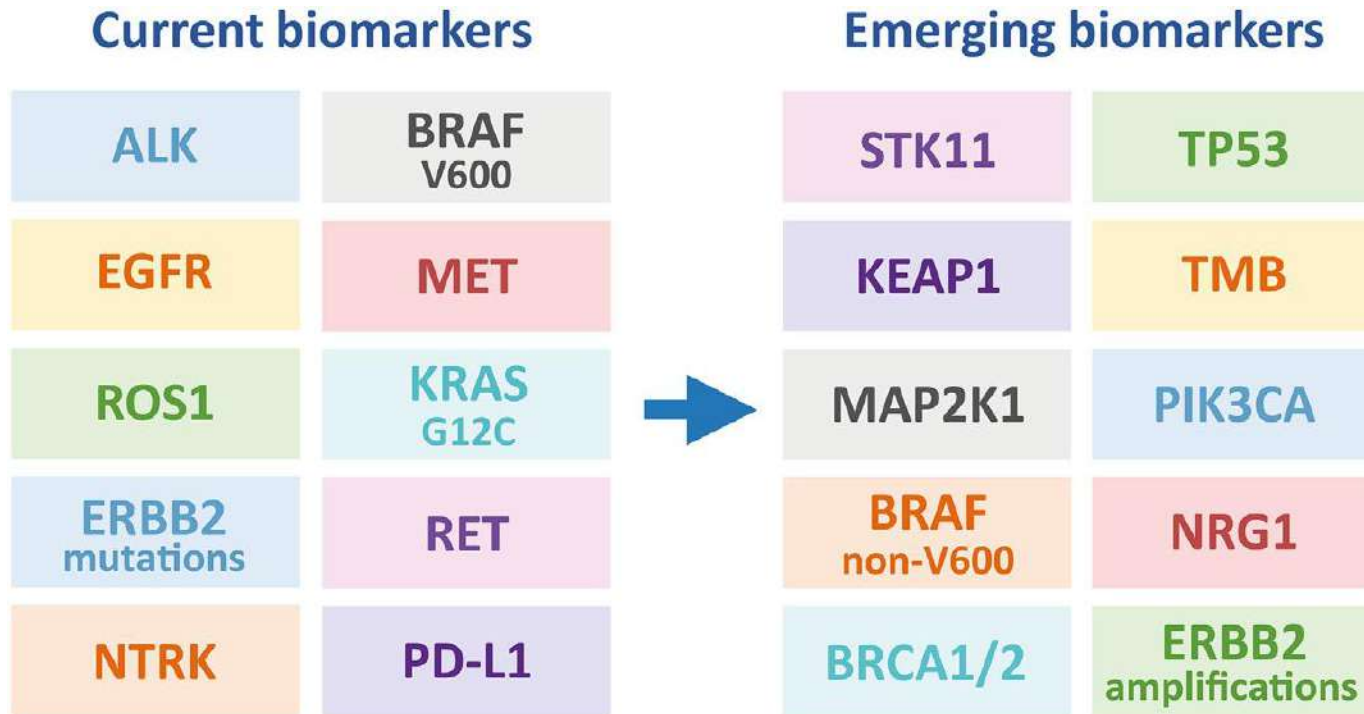 Current biomarkers
ALK
BRAF
V600
EGFR
MET
ROS1
KRAS
G12C
ERBB2
mutations
RET
NTRK
PD-L1
Emerging biomarkers
STK11
TP53
KEAP1
TMB
MAP2K1
PIK3CA
BRAF
non-V600
NRG1
BRCA1/2
ERBB2
amplifications